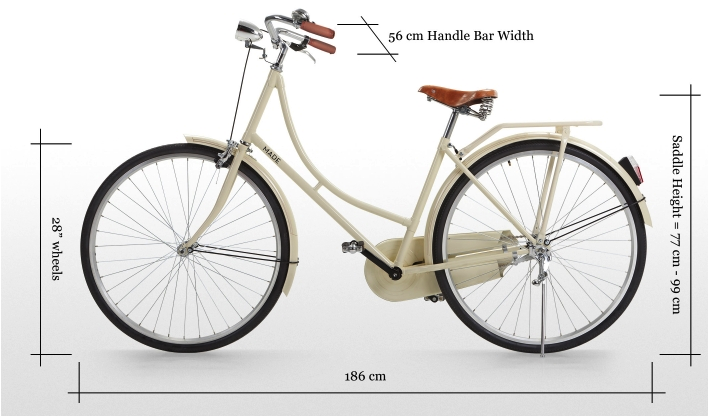 56 cm Handle Bar Width
MADE
28” wheels
Saddle Height = 77 cm - 99 cm
186 cm